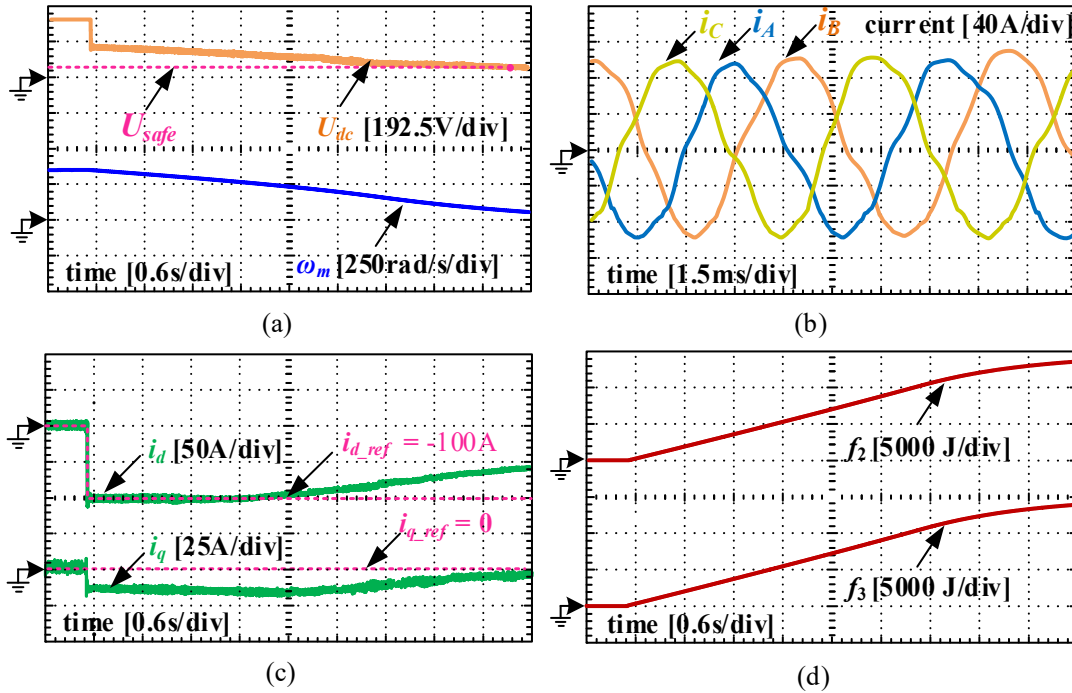 U_safe
U_dc [192.5V/div]
time [0.6s/div]
ω_m [250rad/s/div]
(a)
i_C i_A i_B current [40A/div]
time [1.5ms/div]
(b)
i_d [50A/div]
i_d_ref = -100A
i_q [25A/div]
i_q_ref = 0
time [0.6s/div]
(c)
f_2 [5000 J/div]
f_3 [5000 J/div]
time [0.6s/div]
(d)